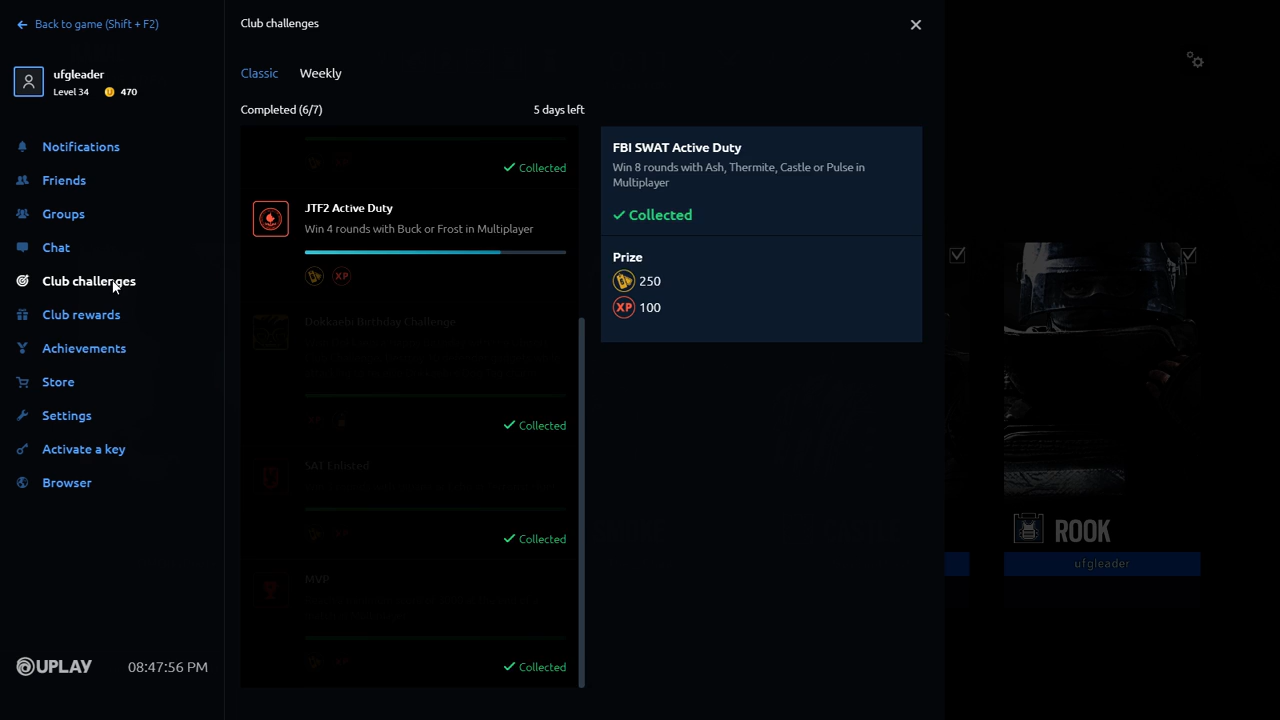 Back to game (Shift + F2)
ufgleader
Level 34 470
Notifications
Friends
Groups
Chat
Club challenges
Club rewards
Achievements
Store
Settings
Activate a key
Browser
UPLAY 08:47:56 PM
Club challenges
Classic Weekly
Completed (6/7) 5 days left
Collected
JTF2 Active Duty
Win 4 rounds with Buck or Frost in Multiplayer
XP
Dokkaebi Birthday Challenge
Collected
SAT Enlisted
Collected
MVP
Collected
FBI SWAT Active Duty
Win 8 rounds with Ash, Thermite, Castle or Pulse in
Multiplayer
Collected
Prize
250
XP 100
ROOK
ufgleader